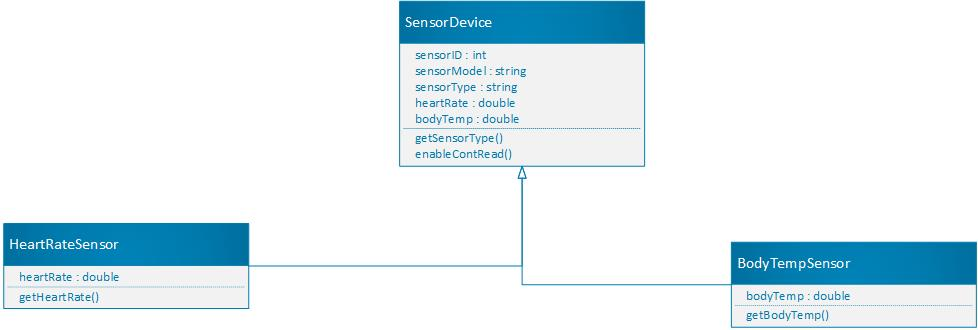 SensorDevice
sensorID : int
sensorModel : string
sensorType : string
heartRate : double
bodyTemp : double
getSensorType()
enableContRead()
HeartRateSensor
heartRate : double
getHeartRate()
BodyTempSensor
bodyTemp : double
getBodyTemp()